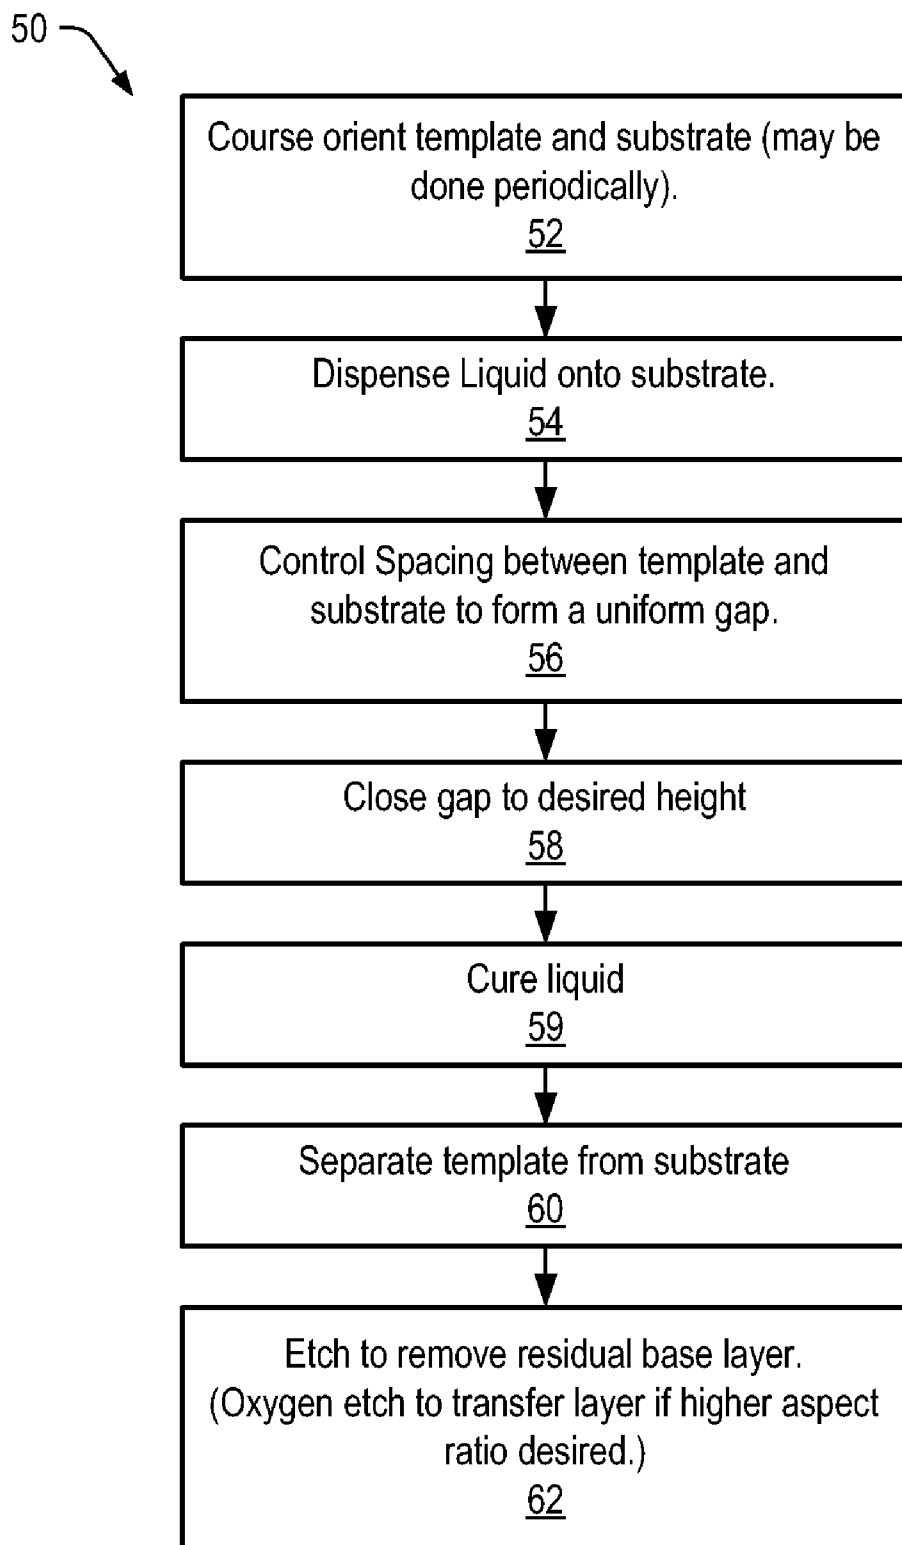 50
Course orient template and substrate (may be
done periodically).
52
Dispense Liquid onto substrate.
54
Control Spacing between template and
substrate to form a uniform gap.
56
Close gap to desired height
58
Cure liquid
59
Separate template from substrate
60
Etch to remove residual base layer.
(Oxygen etch to transfer layer if higher aspect
ratio desired.)
62